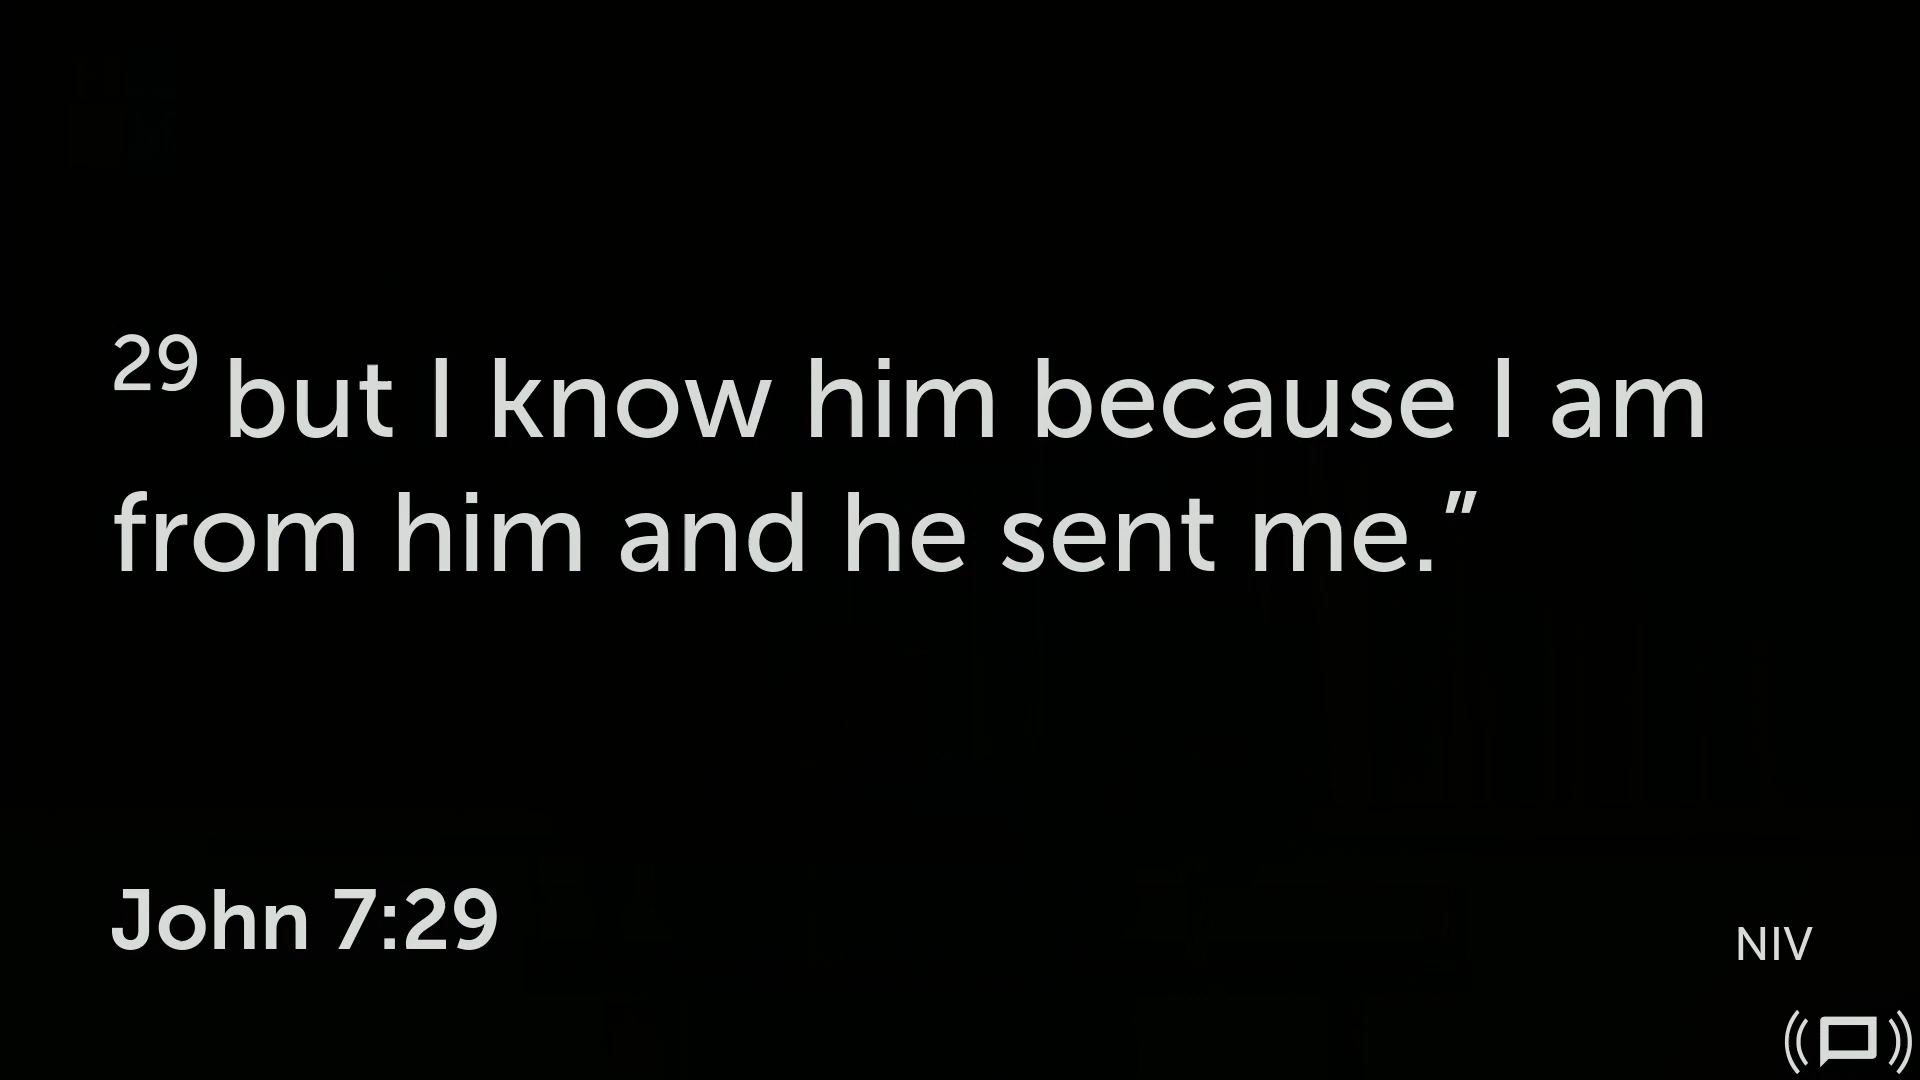 29 but I know him because I am
from him and he sent me.”
John 7:29
NIV